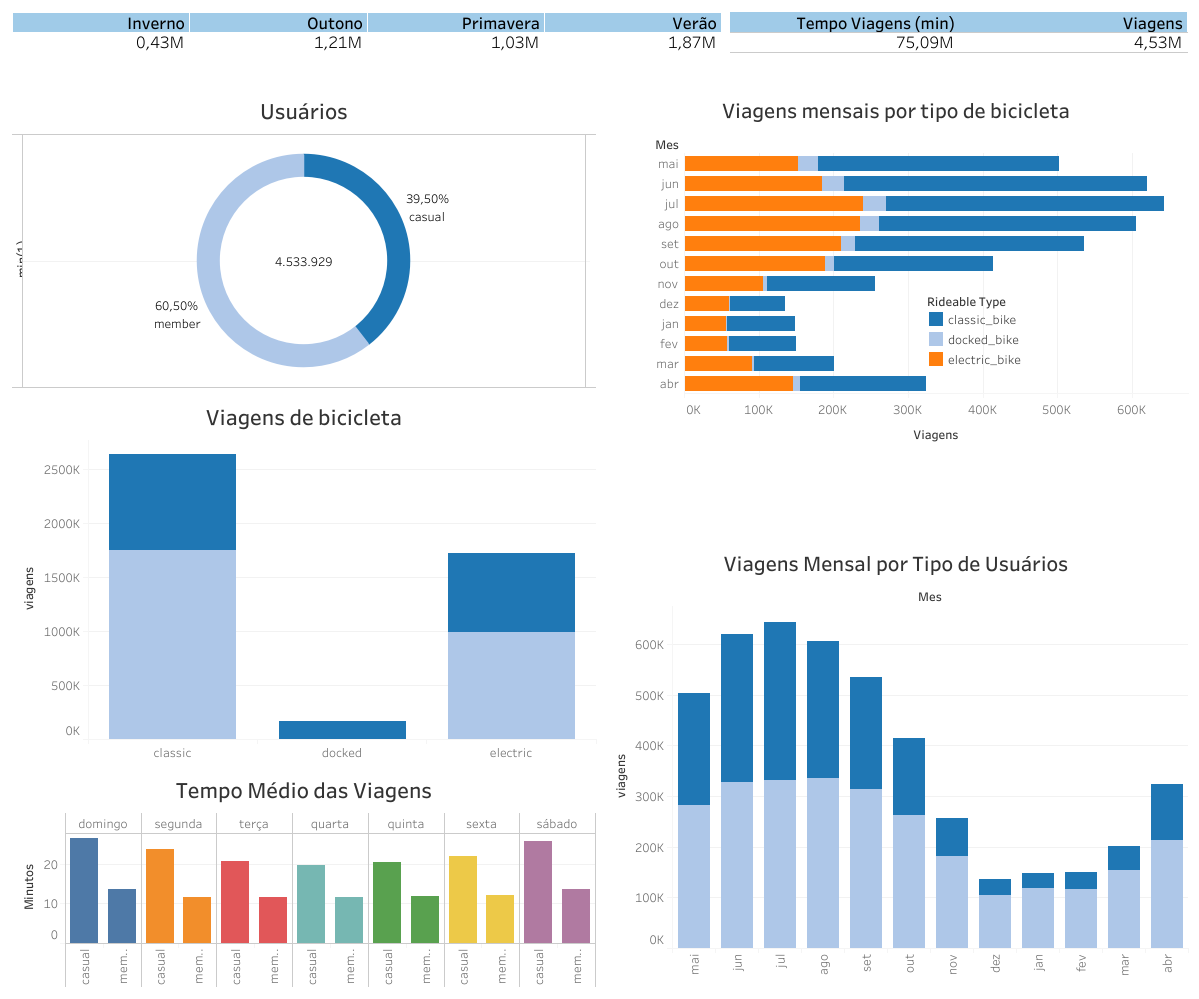 Inverno Outono Primavera Verão
0,43M 1,21M 1,03M 1,87M
Tempo Viagens (min) Viagens
75,09M 4,53M
Usuários
39,50%
casual
4.533.929
60,50%
member
Viagens mensais por tipo de bicicleta
Mes
mai
jun
jul
ago
set
out
nov
dez
jan
fev
mar
abr
Rideable Type
classic_bike
docked_bike
electric_bike
0K 100K 200K 300K 400K 500K 600K
Viagens
Viagens de bicicleta
2500K
2000K
1500K
1000K
500K
0K
viagens
classic docked electric
Viagens Mensal por Tipo de Usuários
Mes
600K
500K
400K
300K
200K
100K
0K
viagens
mai jun jul ago set out nov dez jan fev mar abr
Tempo Médio das Viagens
domingo segunda terça quarta quinta sexta sábado
Minutos
20
10
0
casual mem.. casual mem.. casual mem.. casual mem.. casual mem.. casual mem.. casual mem..